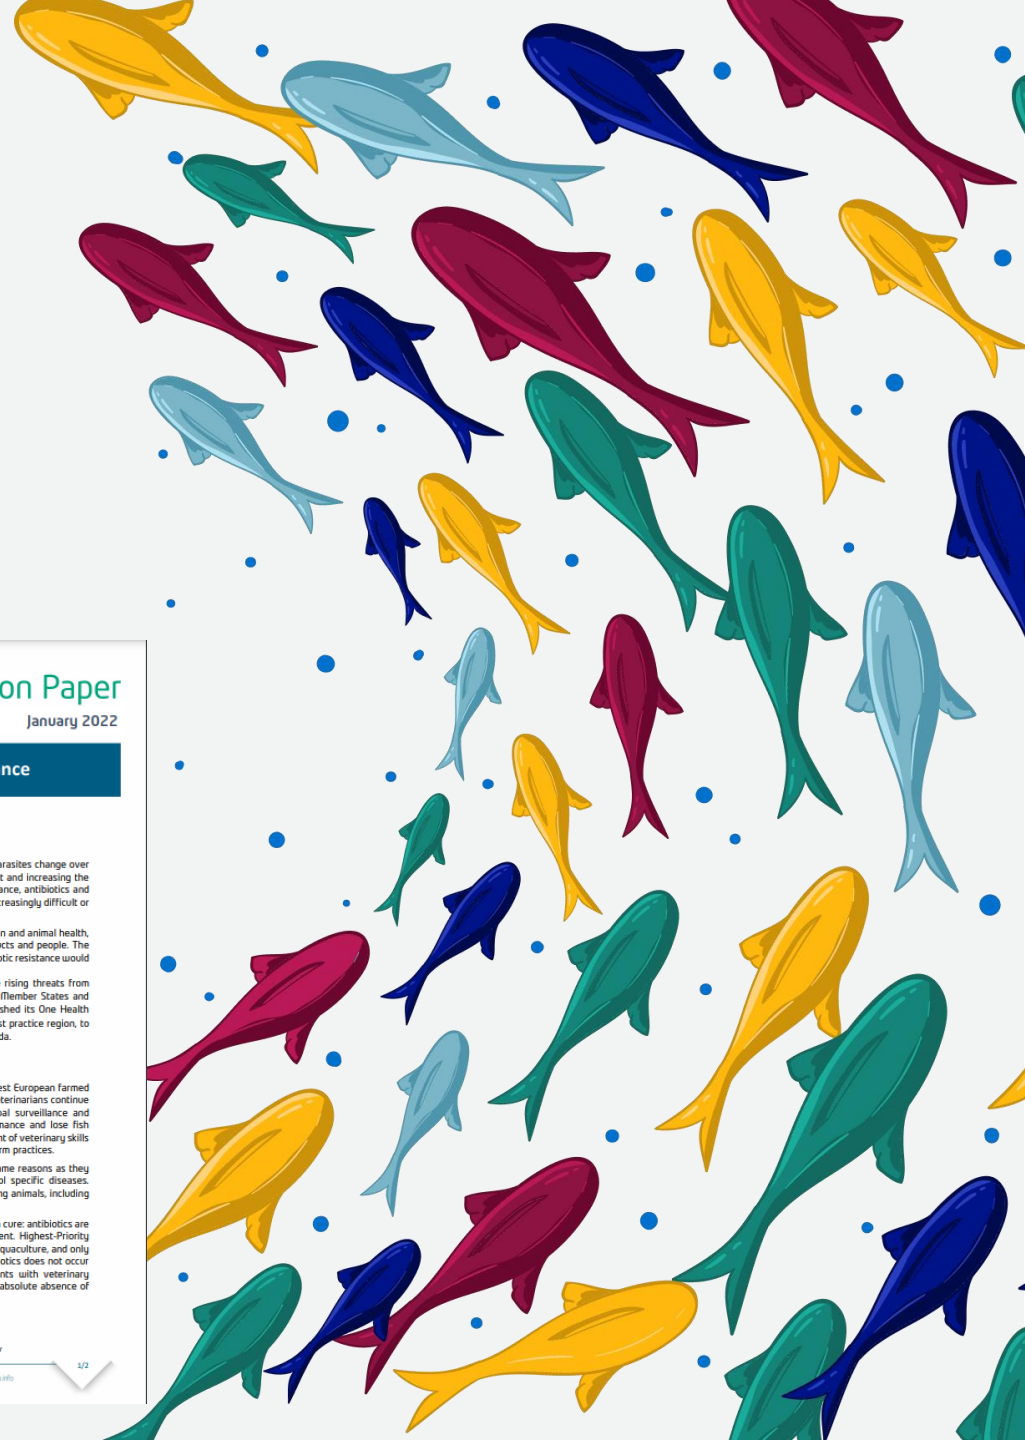 on Paper
January 2022
nce
arasites change over
t and increasing the
ance, antibiotics and
creasingly difficult or
n and animal health,
ucts and people. The
otic resistance would
rising threats from
Member States and
shed its One Health
st practice region, to
da.
est European farmed
eterinarians continue
bal surveillance and
nance and lose fish
nt of veterinary skills
rm practices.
ame reasons as they
ol specific diseases.
ng animals, including
cure: antibiotics are
ent. Highest-Priority
quaculture, and only
otics does not occur
nts with veterinary
absolute absence of
r
1/2
.info